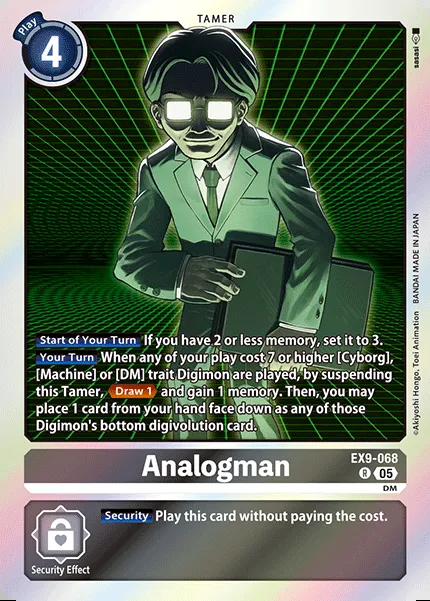 TAMER
Play
4
sasasi
Start of Your Turn If you have 2 or less memory, set it to 3.
Your Turn When any of your play cost 7 or higher [Cyborg],
[Machine] or [DM] trait Digimon are played, by suspending
this Tamer, Draw 1 and gain 1 memory. Then, you may
place 1 card from your hand face down as any of those
Digimon's bottom digivolution card.
©Akiyoshi Hongo, Toei Animation BANDAI MADE IN JAPAN
Analogman
EX9-068
R 05
DM
Security Play this card without paying the cost.
Security Effect